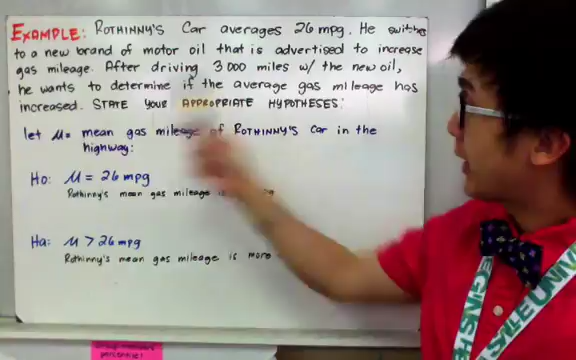 EXAMPLE: ROTHINNY'S Car averages 26 mpg. He switches
to a new brand of motor oil that is advertised to increase
gas mileage. After driving 3000 miles w/ the new oil,
he wants to determine if the average gas mileage has
increased. STATE YOUR APPROPRIATE HYPOTHESES:
let μ= mean gas mileage of ROTHINNY'S Car in the
highway:
Ho: μ = 26 mpg
Rothinny's mean gas mileage is
Ha: μ > 26 mpg
Rothinny's mean gas mileage is more